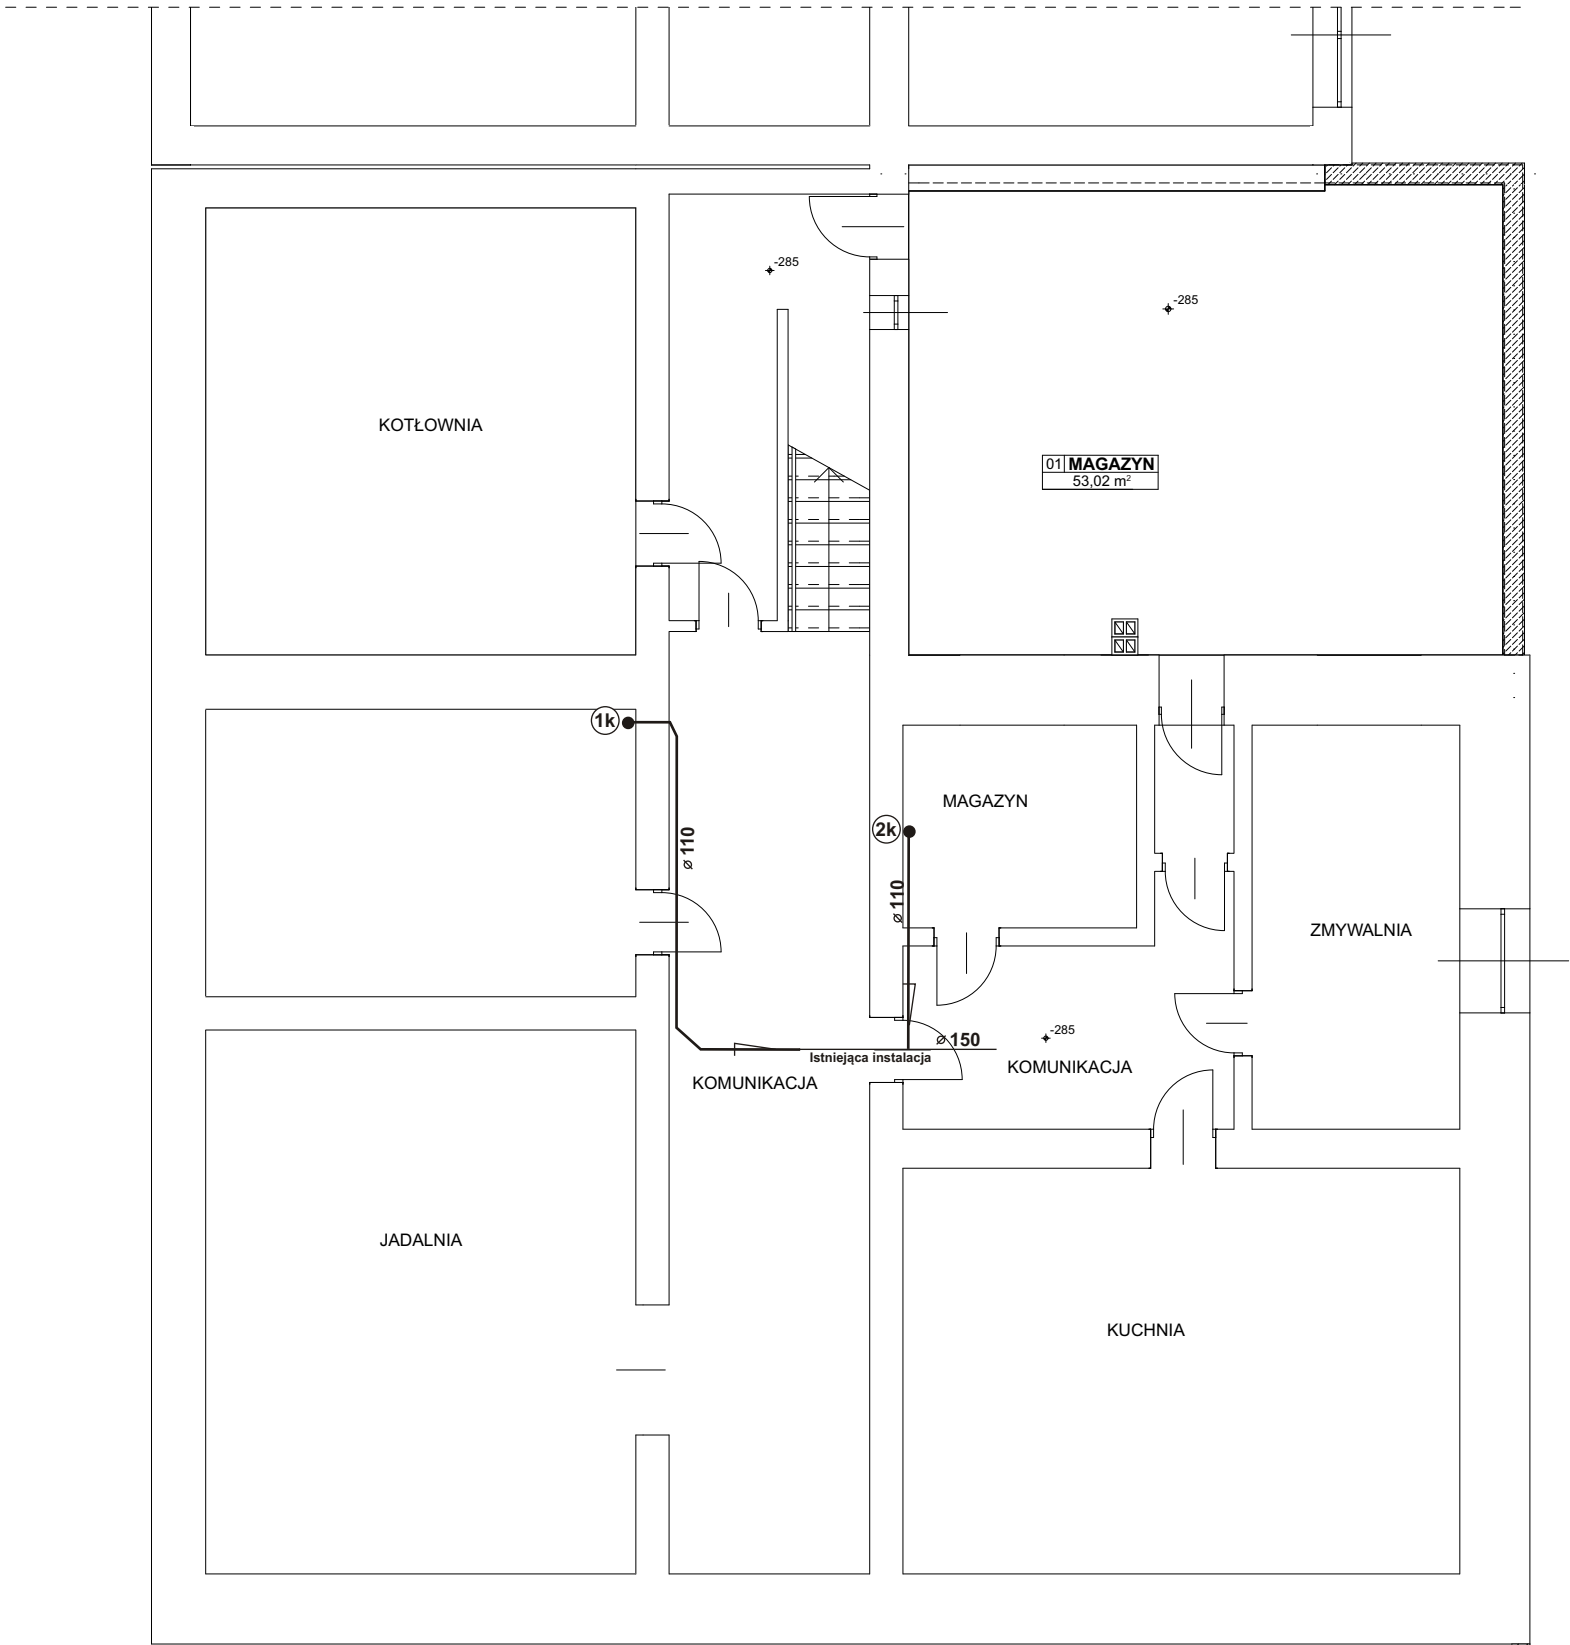 -285
-285
KOTŁOWNIA
01 MAGAZYN
53,02 m²
1k
MAGAZYN
2k
⌀ 110
⌀ 110
ZMYWALNIA
-285
⌀ 150
Istniejąca instalacja
KOMUNIKACJA
KOMUNIKACJA
JADALNIA
KUCHNIA